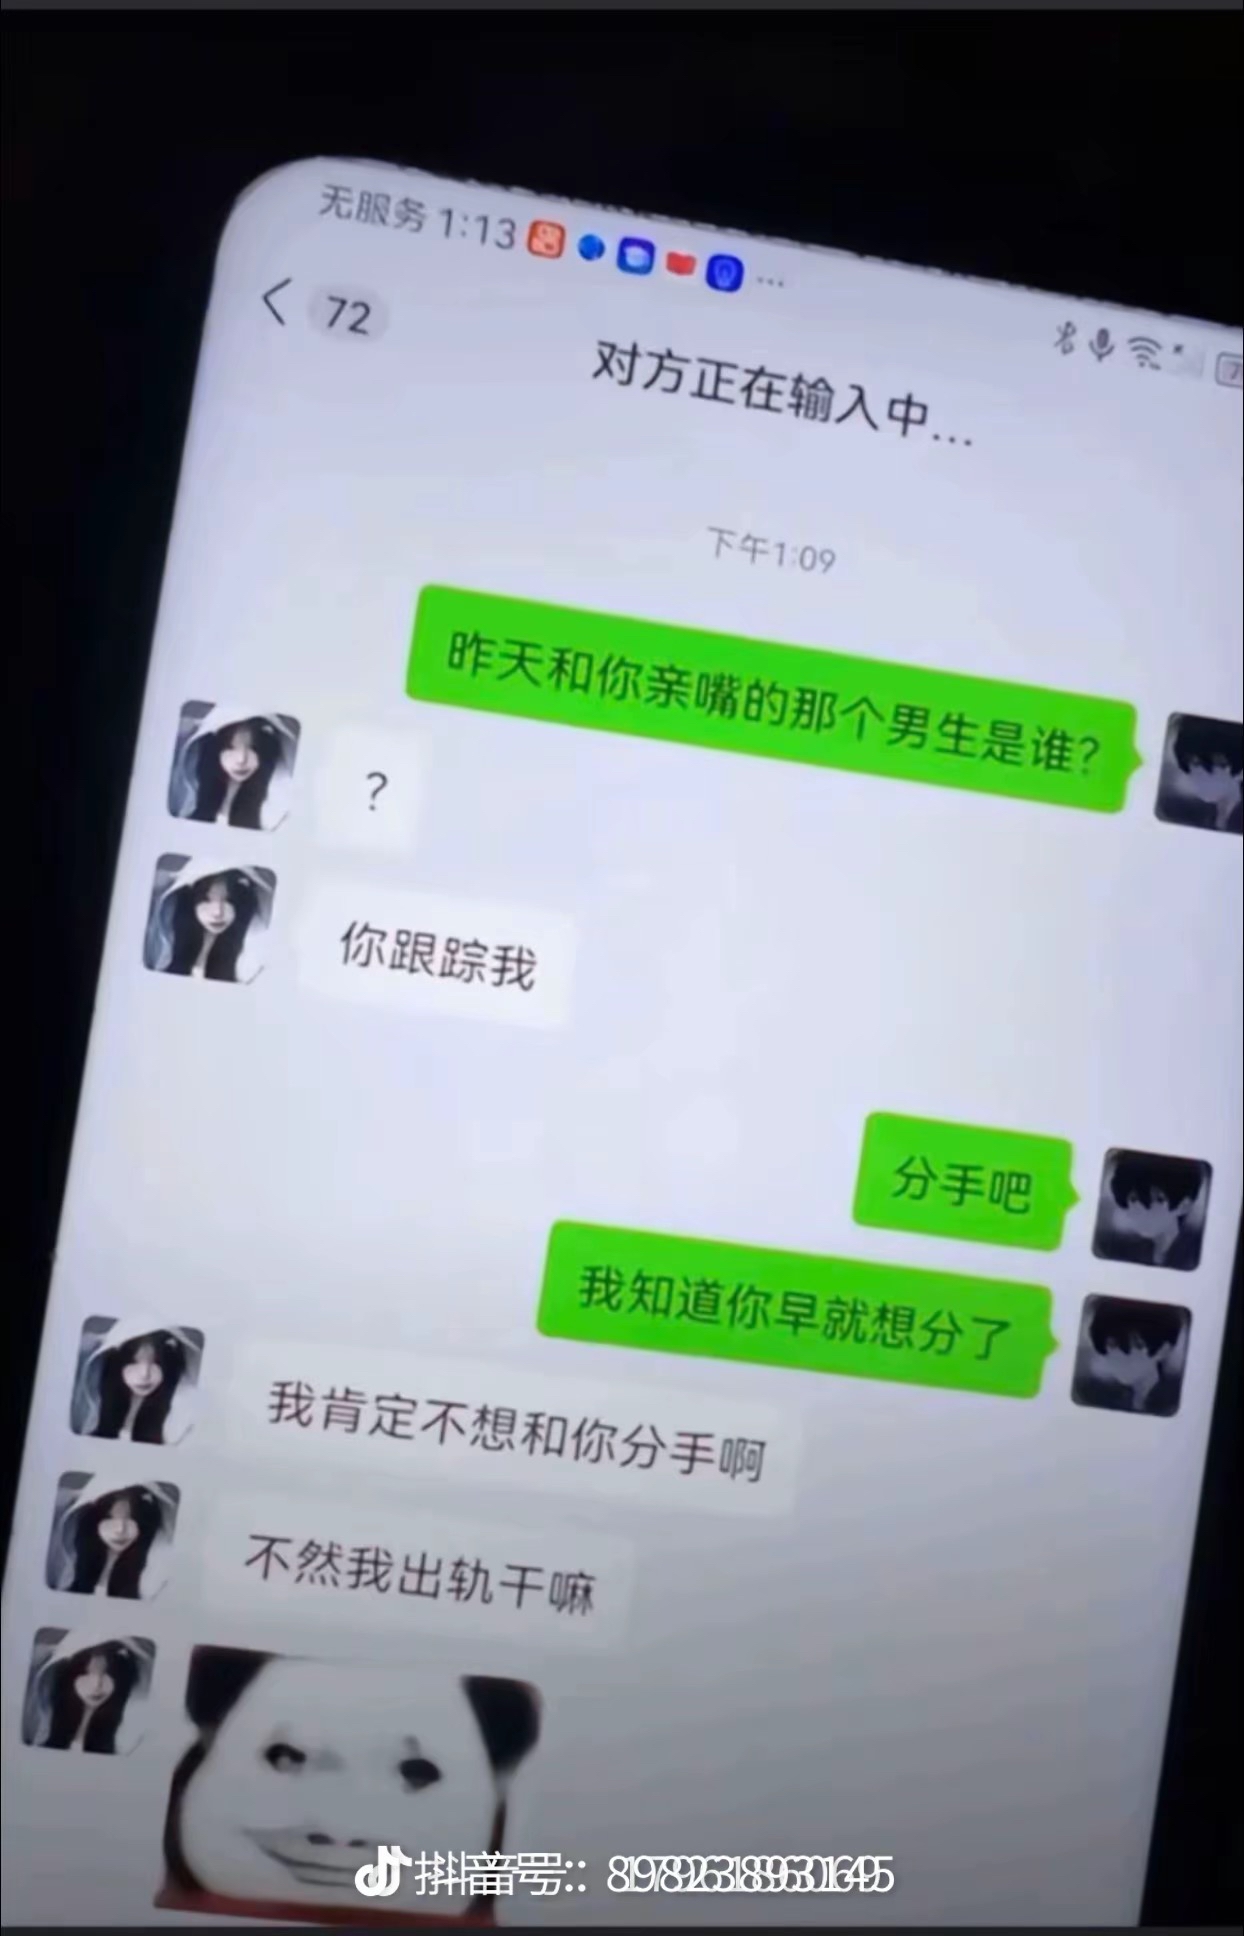 无服务 1:13
72
对方正在输入中...
下午1:09
昨天和你亲嘴的那个男生是谁?
?
你跟踪我
分手吧
我知道你早就想分了
我肯定不想和你分手啊
不然我出轨干嘛
抖音号: